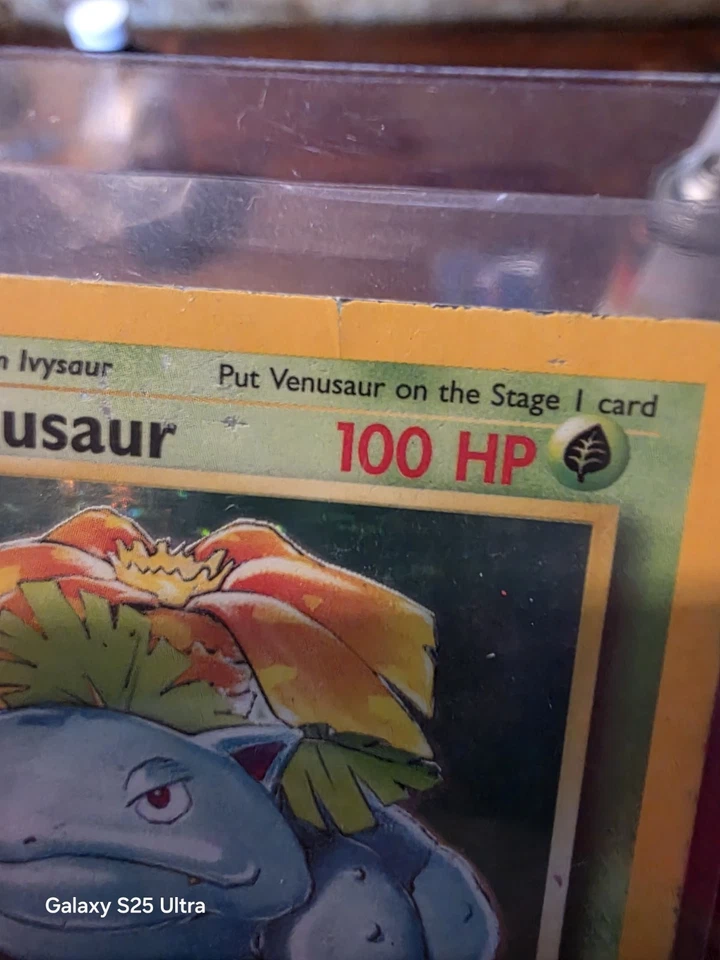 n Ivysaur
Put Venusaur on the Stage 1 card
usaur
100 HP
Galaxy S25 Ultra